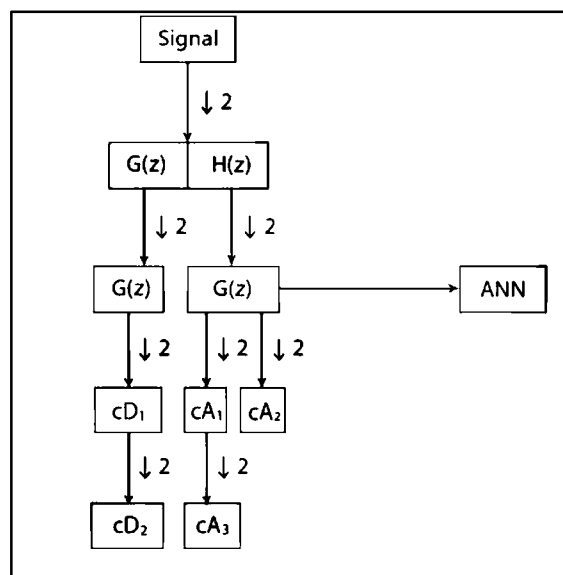 Signal
↓ 2
G(z) H(z)
↓ 2 ↓ 2
G(z) G(z) ANN
↓ 2 ↓ 2 ↓ 2
cD₁ cA₁ cA₂
↓ 2 ↓ 2
cD₂ cA₃